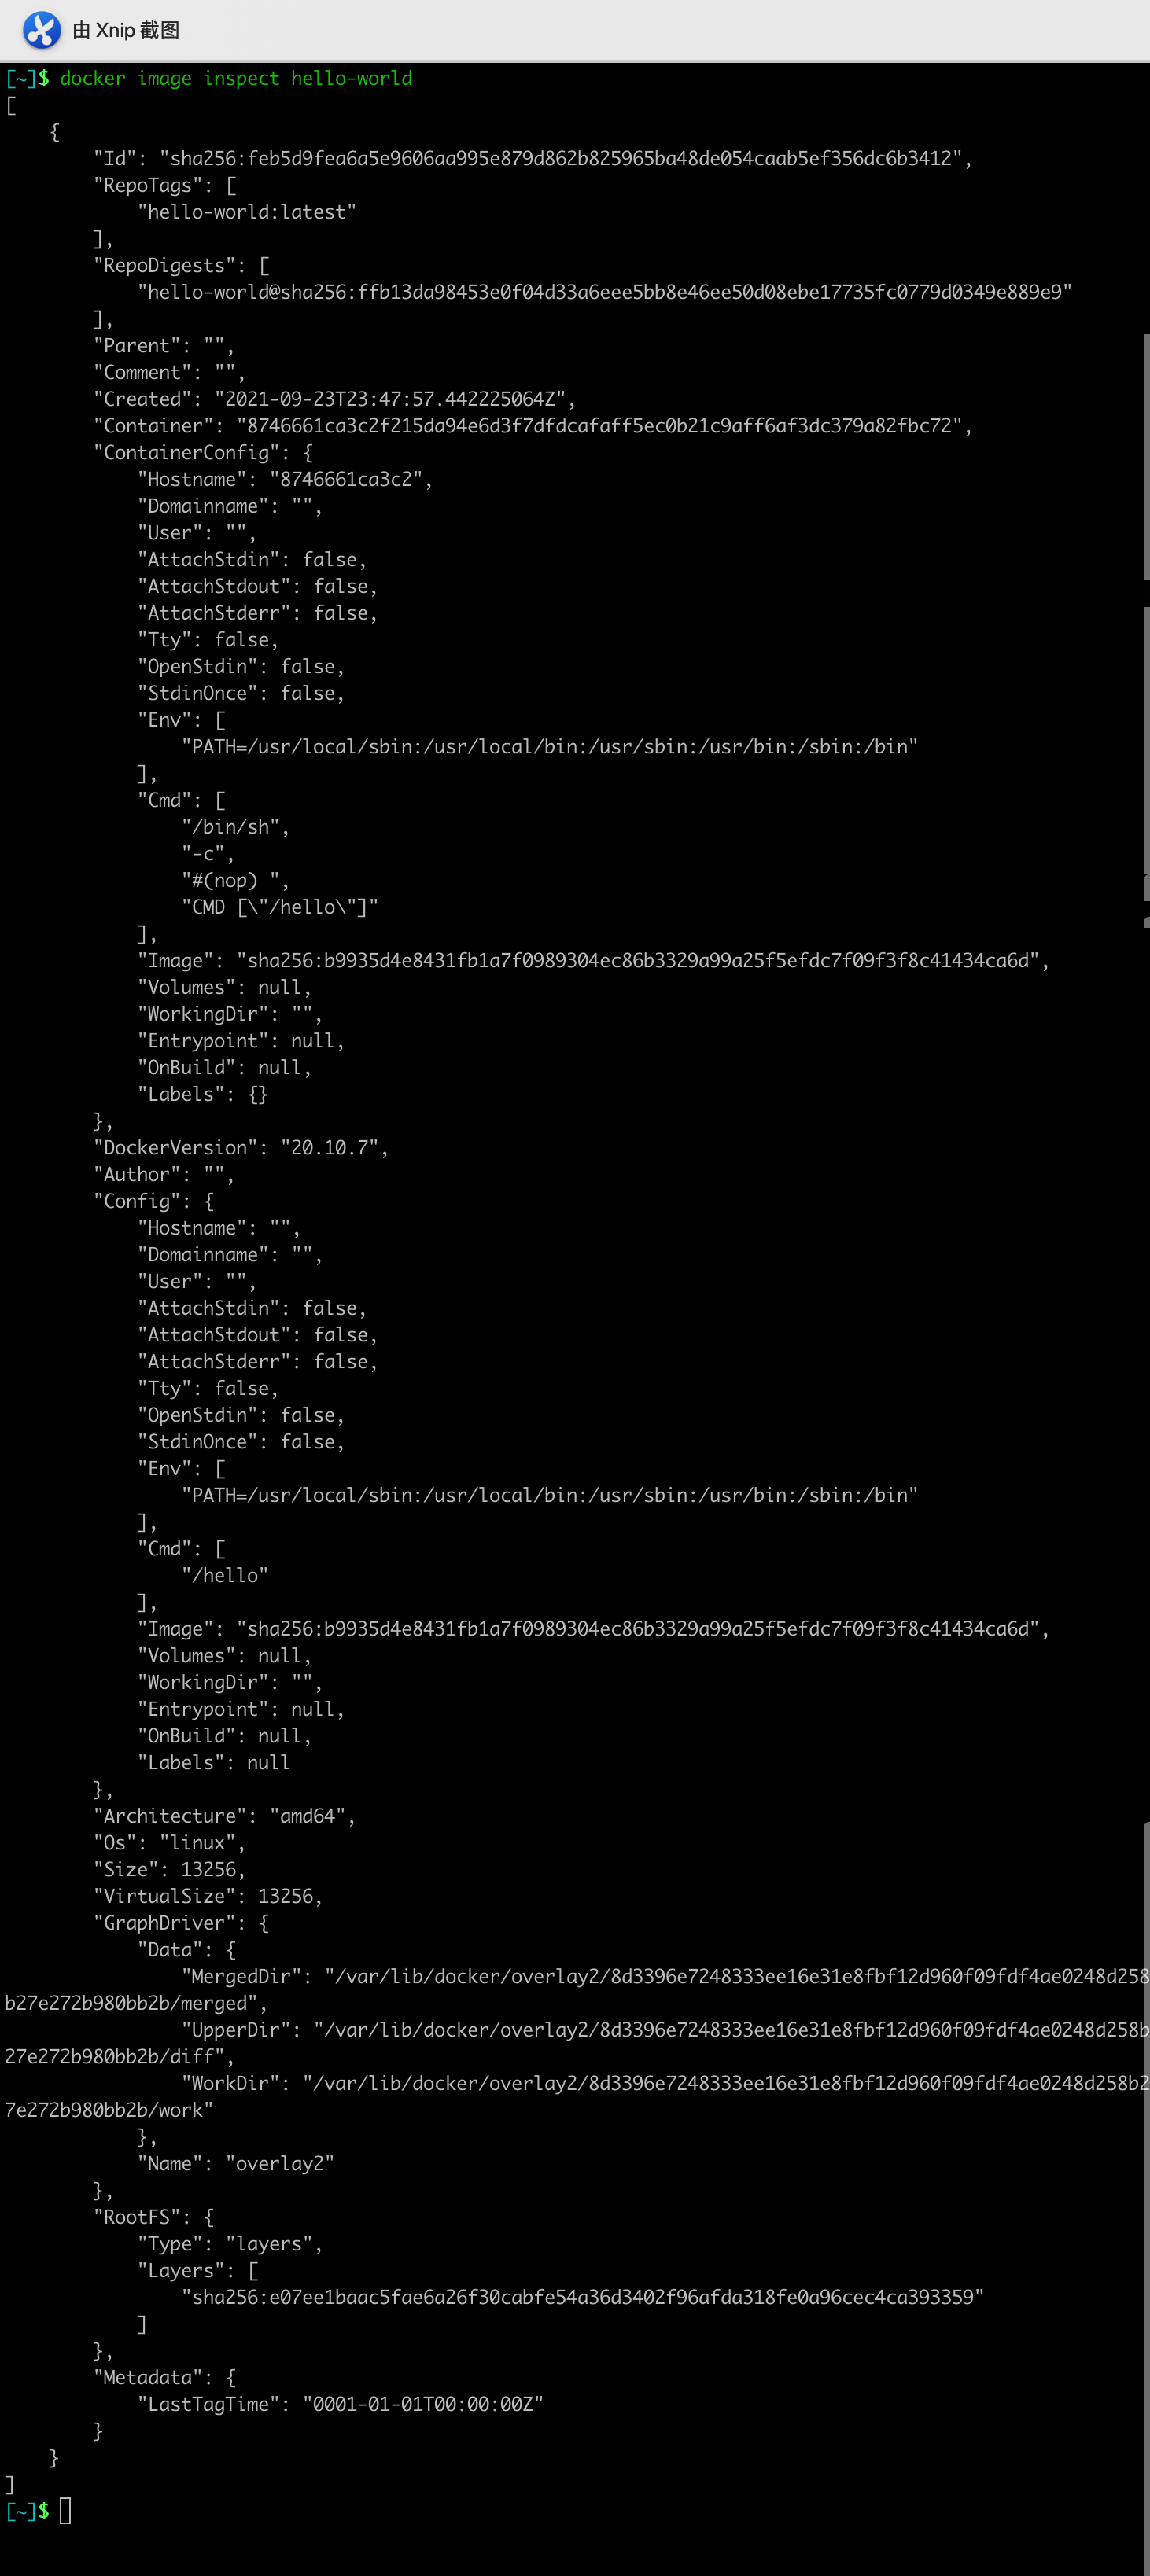 由 Xnip 截图
[~]$ docker image inspect hello-world
[
    {
        "Id": "sha256:feb5d9fea6a5e9606aa995e879d862b825965ba48de054caab5ef356dc6b3412",
        "RepoTags": [
            "hello-world:latest"
        ],
        "RepoDigests": [
            "hello-world@sha256:ffb13da98453e0f04d33a6eee5bb8e46ee50d08ebe17735fc0779d0349e889e9"
        ],
        "Parent": "",
        "Comment": "",
        "Created": "2021-09-23T23:47:57.442225064Z",
        "Container": "8746661ca3c2f215da94e6d3f7dfdcafaff5ec0b21c9aff6af3dc379a82fbc72",
        "ContainerConfig": {
            "Hostname": "8746661ca3c2",
            "Domainname": "",
            "User": "",
            "AttachStdin": false,
            "AttachStdout": false,
            "AttachStderr": false,
            "Tty": false,
            "OpenStdin": false,
            "StdinOnce": false,
            "Env": [
                "PATH=/usr/local/sbin:/usr/local/bin:/usr/sbin:/usr/bin:/sbin:/bin"
            ],
            "Cmd": [
                "/bin/sh",
                "-c",
                "#(nop) ",
                "CMD [\"/hello\"]"
            ],
            "Image": "sha256:b9935d4e8431fb1a7f0989304ec86b3329a99a25f5efdc7f09f3f8c41434ca6d",
            "Volumes": null,
            "WorkingDir": "",
            "Entrypoint": null,
            "OnBuild": null,
            "Labels": {}
        },
        "DockerVersion": "20.10.7",
        "Author": "",
        "Config": {
            "Hostname": "",
            "Domainname": "",
            "User": "",
            "AttachStdin": false,
            "AttachStdout": false,
            "AttachStderr": false,
            "Tty": false,
            "OpenStdin": false,
            "StdinOnce": false,
            "Env": [
                "PATH=/usr/local/sbin:/usr/local/bin:/usr/sbin:/usr/bin:/sbin:/bin"
            ],
            "Cmd": [
                "/hello"
            ],
            "Image": "sha256:b9935d4e8431fb1a7f0989304ec86b3329a99a25f5efdc7f09f3f8c41434ca6d",
            "Volumes": null,
            "WorkingDir": "",
            "Entrypoint": null,
            "OnBuild": null,
            "Labels": null
        },
        "Architecture": "amd64",
        "Os": "linux",
        "Size": 13256,
        "VirtualSize": 13256,
        "GraphDriver": {
            "Data": {
                "MergedDir": "/var/lib/docker/overlay2/8d3396e7248333ee16e31e8fbf12d960f09fdf4ae0248d258
b27e272b980bb2b/merged",
                "UpperDir": "/var/lib/docker/overlay2/8d3396e7248333ee16e31e8fbf12d960f09fdf4ae0248d258b
27e272b980bb2b/diff",
                "WorkDir": "/var/lib/docker/overlay2/8d3396e7248333ee16e31e8fbf12d960f09fdf4ae0248d258b2
7e272b980bb2b/work"
            },
            "Name": "overlay2"
        },
        "RootFS": {
            "Type": "layers",
            "Layers": [
                "sha256:e07ee1baac5fae6a26f30cabfe54a36d3402f96afda318fe0a96cec4ca393359"
            ]
        },
        "Metadata": {
            "LastTagTime": "0001-01-01T00:00:00Z"
        }
    }
]
[~]$